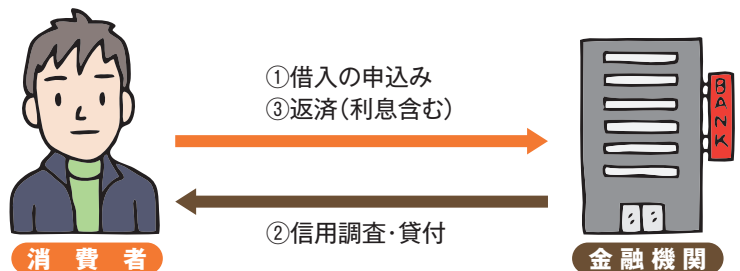 ①借入の申込み
③返済（利息含む）
BANK
②信用調査・貸付
消費者
金融機関